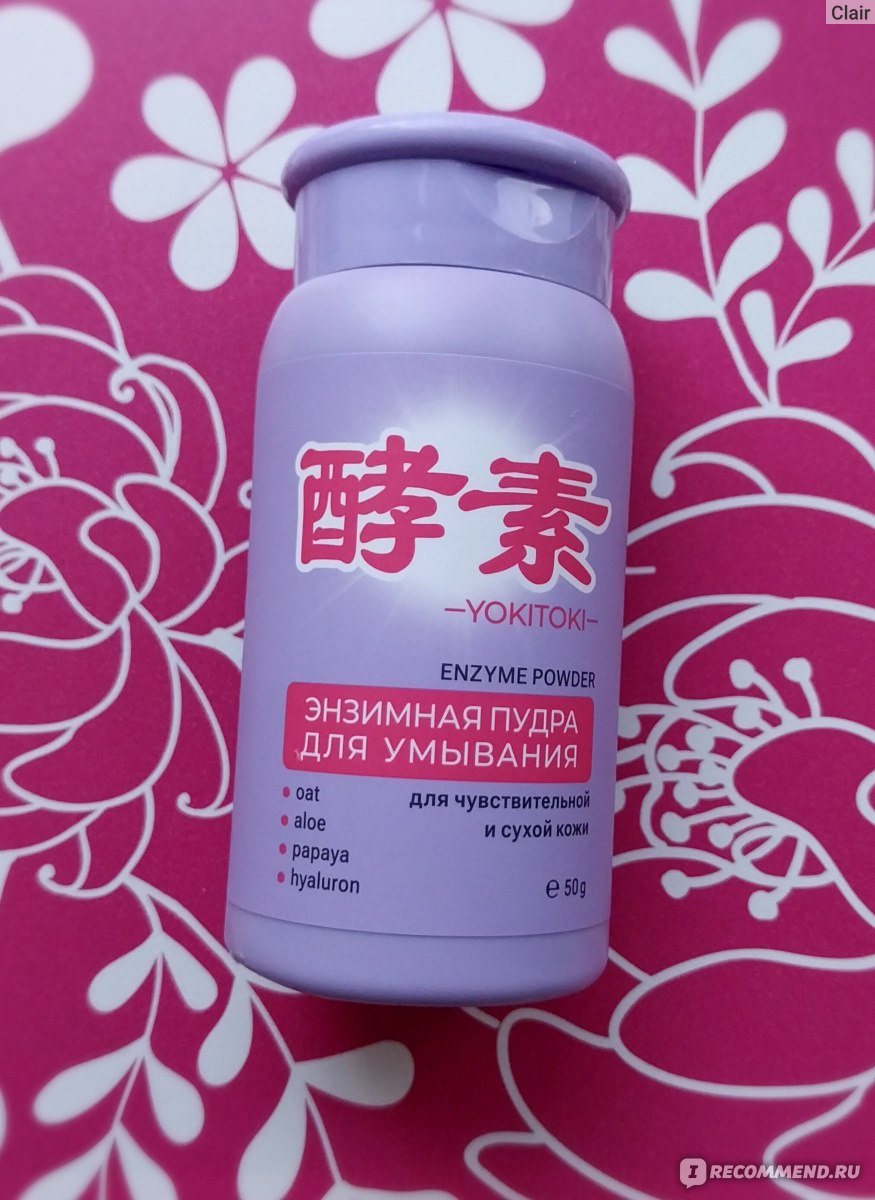 Clair
酵素
—YOKITOKI—
ENZYME POWDER
ЭНЗИМНАЯ ПУДРА
ДЛЯ УМЫВАНИЯ
• oat
• aloe
• papaya
• hyaluron
для чувствительной
и сухой кожи
℮ 50g
I RECOMMEND.RU